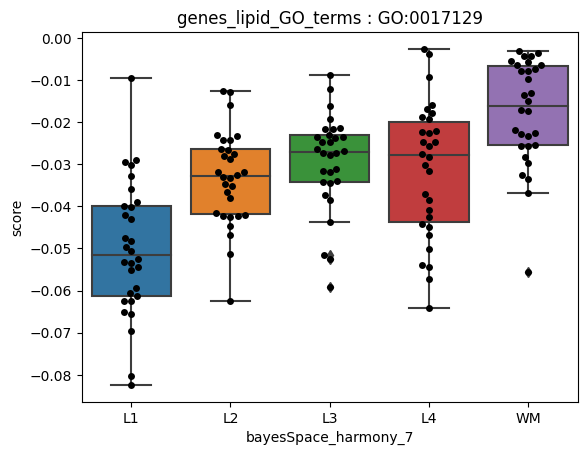 genes_lipid_GO_terms : GO:0017129
0.00
−0.01
−0.02
−0.03
−0.04
−0.05
−0.06
−0.07
−0.08
score
L1 L2 L3 L4 WM
bayesSpace_harmony_7